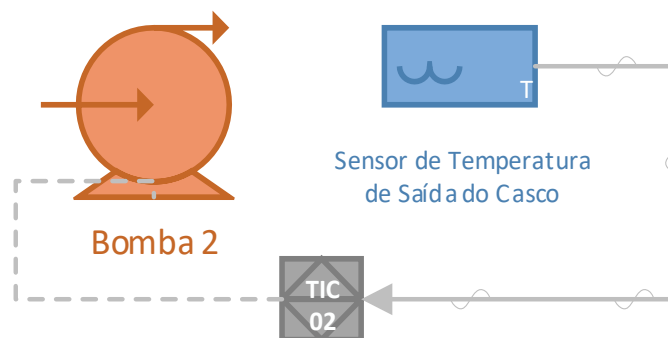 T
Sensor de Temperatura
de Saída do Casco
Bomba 2
TIC
02